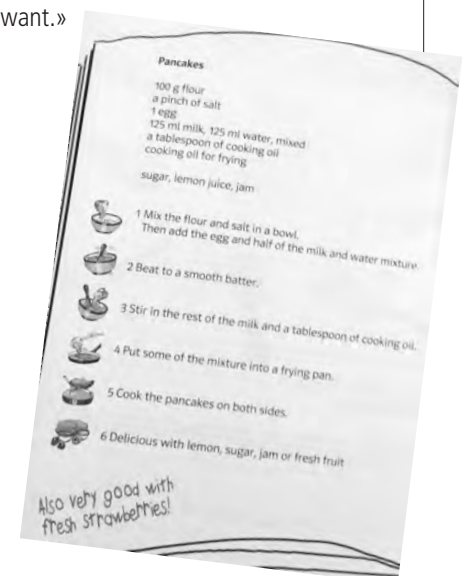 want.»
Pancakes
100 g flour
a pinch of salt
1 egg
125 ml milk, 125 ml water, mixed
a tablespoon of cooking oil
cooking oil for frying
sugar, lemon juice, jam
1 Mix the flour and salt in a bowl.
Then add the egg and half of the milk and water mixture.
2 Beat to a smooth batter.
3 Stir in the rest of the milk and a tablespoon of cooking oil.
4 Put some of the mixture into a frying pan.
5 Cook the pancakes on both sides.
6 Delicious with lemon, sugar, jam or fresh fruit
Also very good with
fresh strawberries!